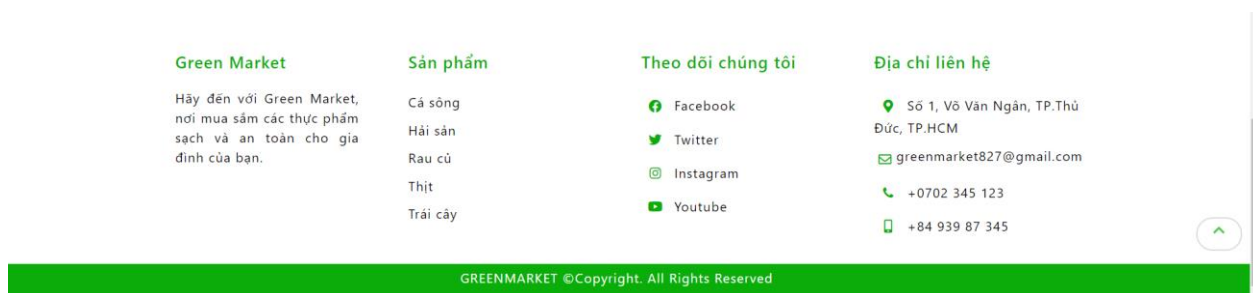 Green Market
Hãy đến với Green Market,
nơi mua sắm các thực phẩm
sạch và an toàn cho gia
đình của bạn.
Sản phẩm
Cá sông
Hải sản
Rau củ
Thịt
Trái cây
Theo dõi chúng tôi
Facebook
Twitter
Instagram
Youtube
Địa chỉ liên hệ
Số 1, Võ Văn Ngân, TP.Thủ
Đức, TP.HCM
greenmarket827@gmail.com
+0702 345 123
+84 939 87 345
GREENMARKET ©Copyright. All Rights Reserved